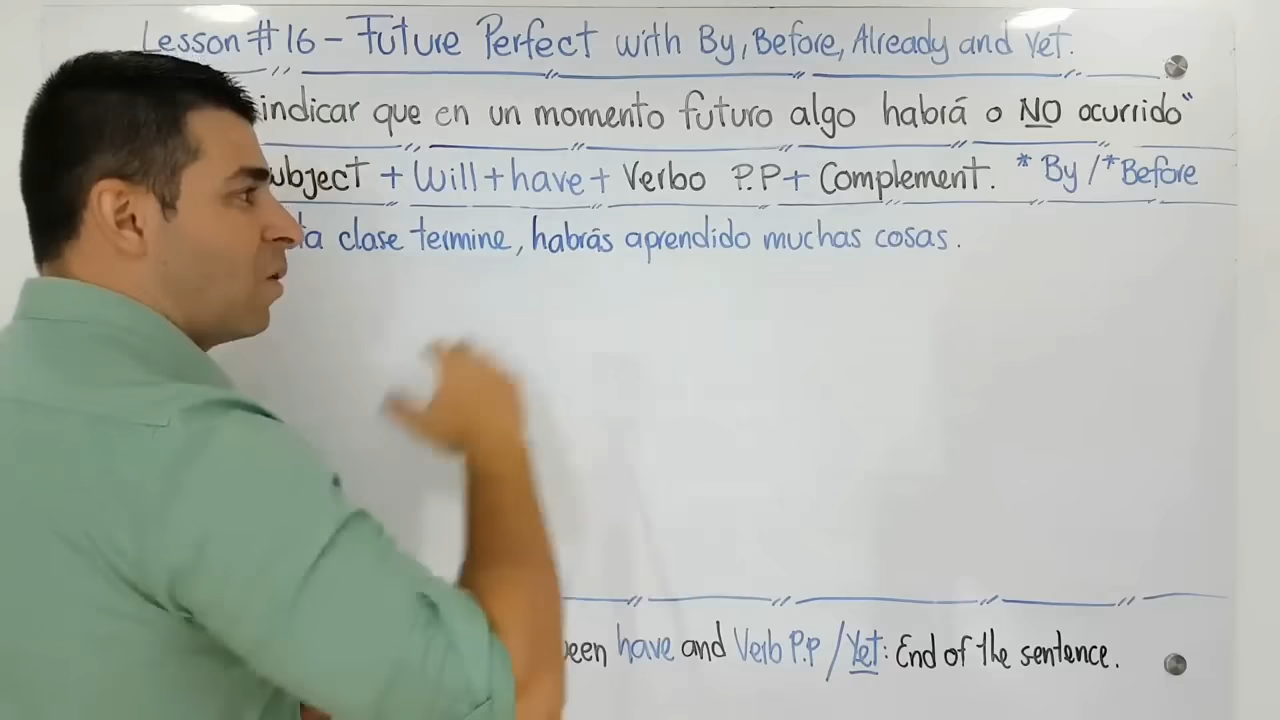 Lesson # 16 - Future Perfect with By, Before, Already and Yet.
indicar que en un momento futuro algo habrá o NO ocurrido"
ubject + Will + have + Verbo P.P + Complement. * By / * Before
ta clase termine, habrás aprendido muchas cosas.
een have and Verb P.P / Yet: End of the sentence.